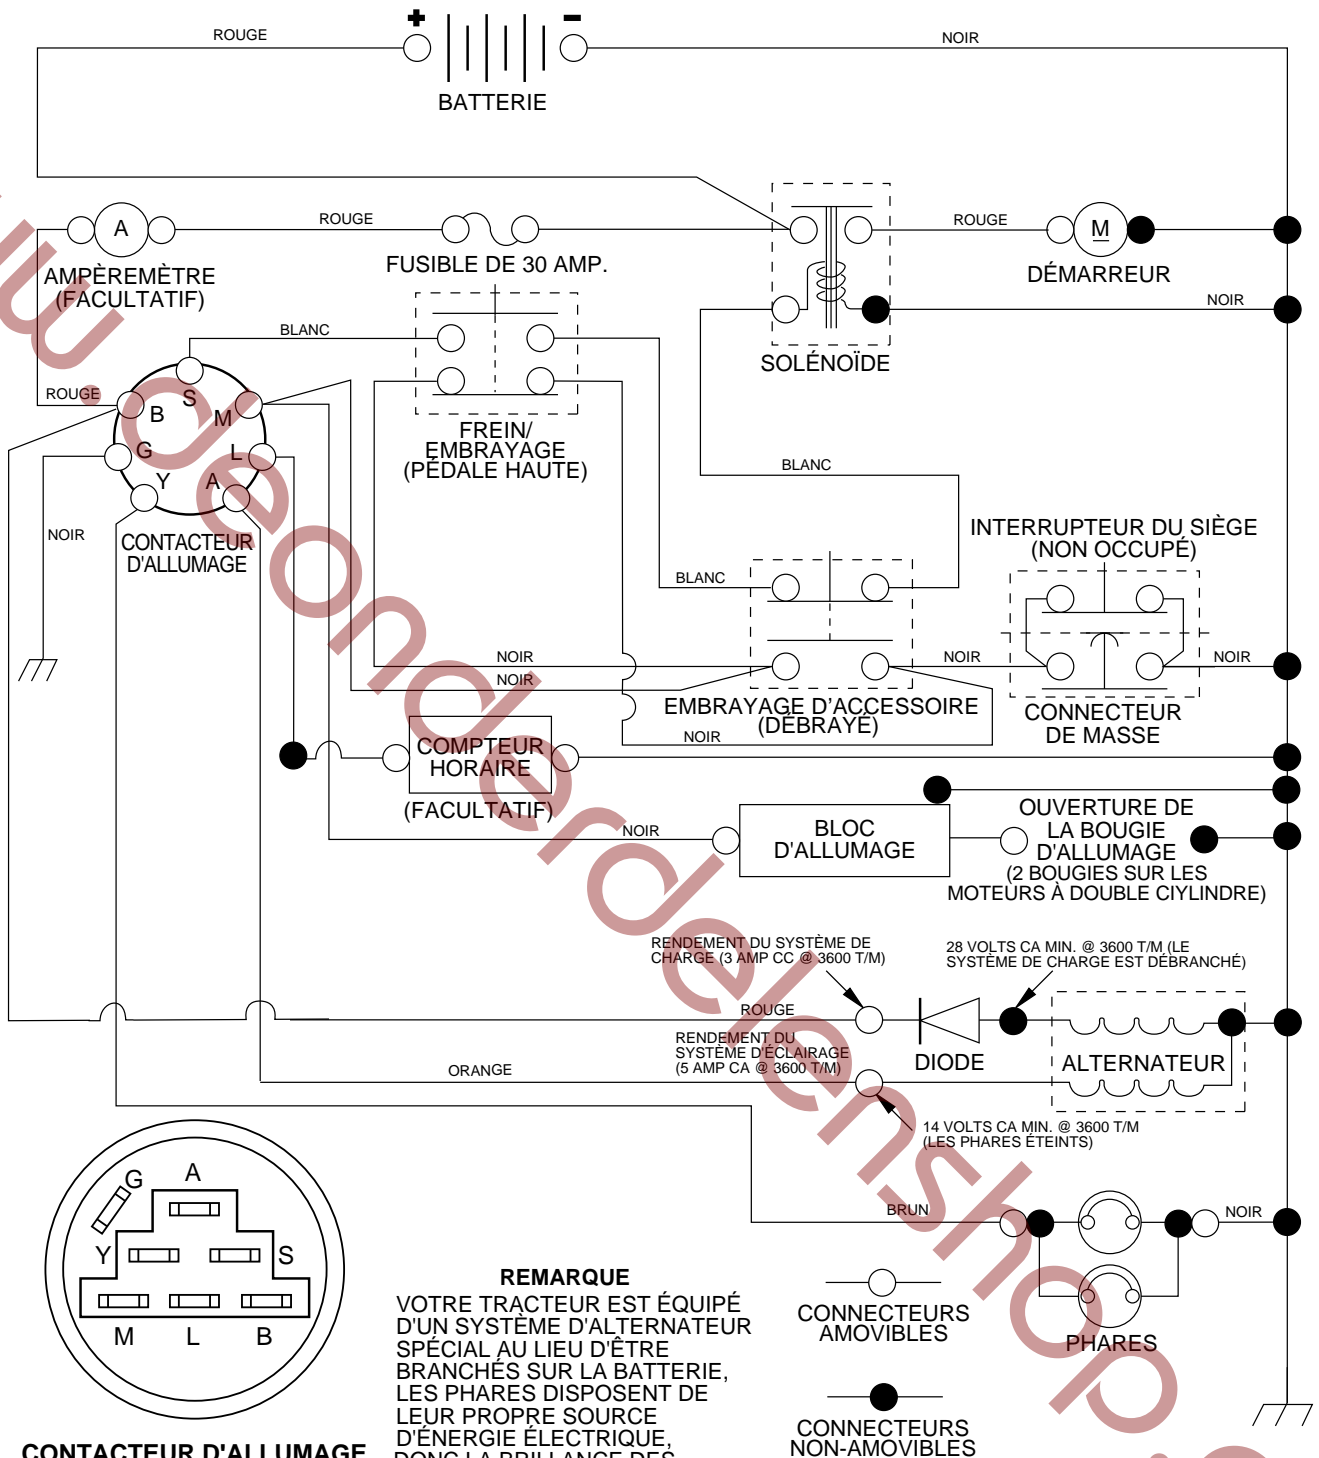 ROUGE
+
-
NOIR
BATTERIE
ROUGE
ROUGE
A
M
AMPÈREMÈTRE
(FACULTATIF)
FUSIBLE DE 30 AMP.
DÉMARREUR
NOIR
BLANC
SOLÉNOÏDE
ROUGE
B
S
M
G
L
Y
A
FREIN/
EMBRAYAGE
(PÉDALE HAUTE)
BLANC
NOIR
CONTACTEUR
D'ALLUMAGE
INTERRUPTEUR DU SIÈGE
(NON OCCUPÉ)
BLANC
NOIR
NOIR
NOIR
NOIR
EMBRAYAGE D'ACCESSOIRE
(DÉBRAYÉ)
CONNECTEUR
DE MASSE
NOIR
COMPTEUR
HORAIRE
(FACULTATIF)
NOIR
BLOC
D'ALLUMAGE
OUVERTURE DE
LA BOUGIE
D'ALLUMAGE
(2 BOUGIES SUR LES
MOTEURS À DOUBLE CIYLINDRE)
RENDEMENT DU SYSTÈME DE
CHARGE (3 AMP CC @ 3600 T/M)
28 VOLTS CA MIN. @ 3600 T/M (LE
SYSTÈME DE CHARGE EST DÉBRANCHÉ)
ROUGE
RENDEMENT DU
SYSTÈME D'ÉCLAIRAGE
(5 AMP CA @ 3600 T/M)
DIODE
ALTERNATEUR
ORANGE
14 VOLTS CA MIN. @ 3600 T/M
(LES PHARES ÉTEINTS)
G
A
Y
S
M
L
B
BRUN
NOIR
PHARES
REMARQUE
VOTRE TRACTEUR EST ÉQUIPÉ
D'UN SYSTÈME D'ALTERNATEUR
SPÉCIAL AU LIEU D'ÊTRE
BRANCHÉS SUR LA BATTERIE,
LES PHARES DISPOSENT DE
LEUR PROPRE SOURCE
D'ÉNERGIE ÉLECTRIQUE,
DONC LA BRILLANCE DES
CONNECTEURS
AMOVIBLES
CONNECTEURS
NON-AMOVIBLES
CONTACTEUR D'ALLUMAGE
w.deonderdelenshop.